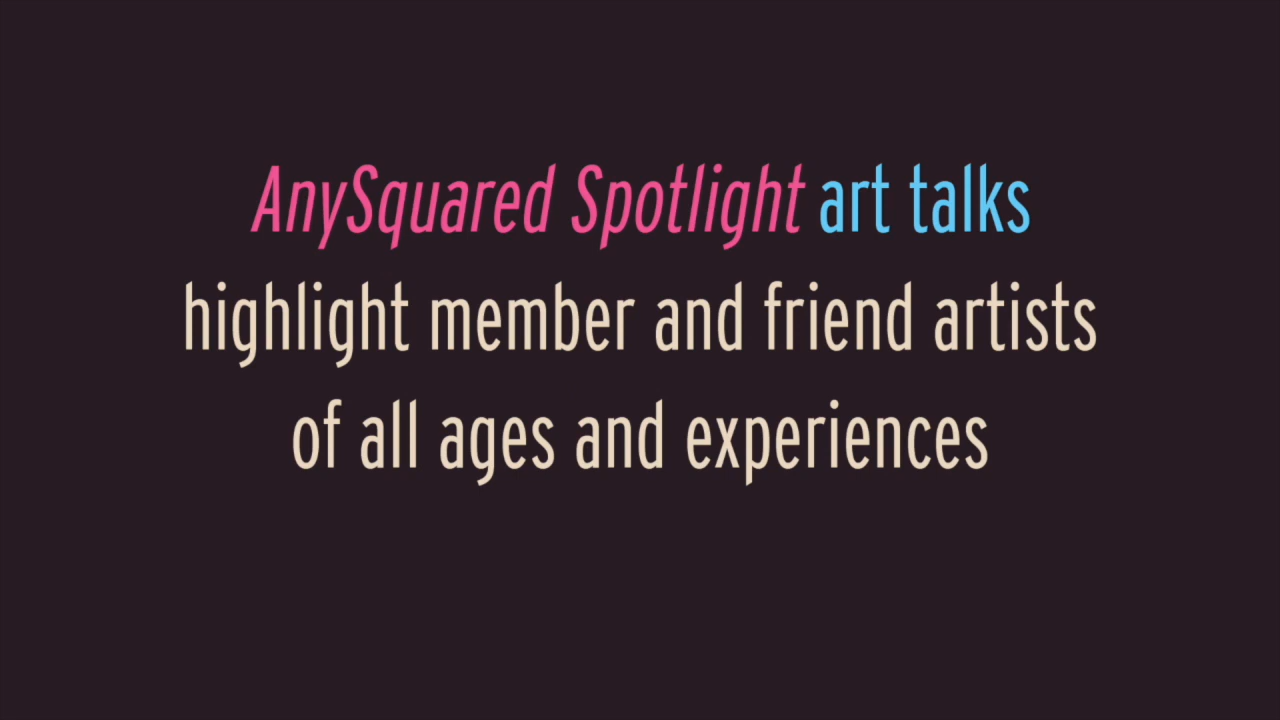 AnySquared Spotlight art talks
highlight member and friend artists
of all ages and experiences